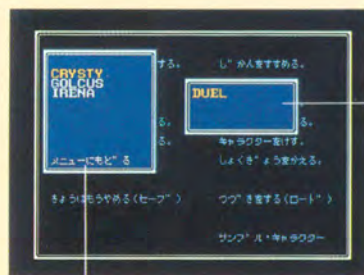 する。
じかんをすすめる。
CRYSTY
GOLCUS
IRENA
DUEL
る。
る。
る。
キャラクターをけす。
メニューにもどる
しょくぎょうをかえる。
きょうはもうやめる(セーブ)
つづきをする(ロード)
サンプル・キャラクター